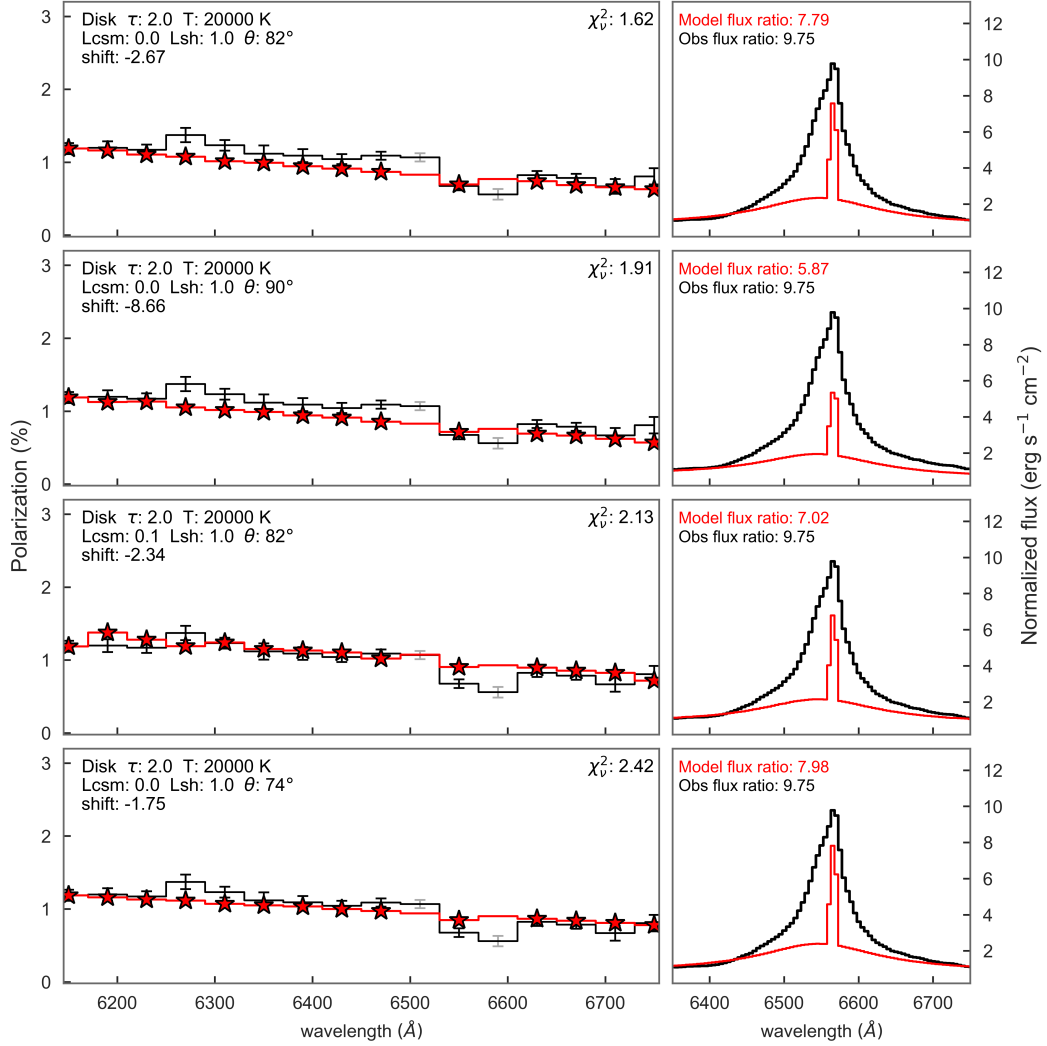 Disk τ: 2.0 T: 20000 K
Lcsm: 0.0 Lsh: 1.0 θ: 82°
shift: -2.67
χ²ᵥ: 1.62
Model flux ratio: 7.79
Obs flux ratio: 9.75
3
2
1
0
12
10
8
6
4
2
Disk τ: 2.0 T: 20000 K
Lcsm: 0.0 Lsh: 1.0 θ: 90°
shift: -8.66
χ²ᵥ: 1.91
Model flux ratio: 5.87
Obs flux ratio: 9.75
3
2
1
0
12
10
8
6
4
2
Polarization (%)
Normalized flux (erg s⁻¹ cm⁻²)
Disk τ: 2.0 T: 20000 K
Lcsm: 0.1 Lsh: 1.0 θ: 82°
shift: -2.34
χ²ᵥ: 2.13
Model flux ratio: 7.02
Obs flux ratio: 9.75
3
2
1
0
12
10
8
6
4
2
Disk τ: 2.0 T: 20000 K
Lcsm: 0.0 Lsh: 1.0 θ: 74°
shift: -1.75
χ²ᵥ: 2.42
Model flux ratio: 7.98
Obs flux ratio: 9.75
3
2
1
0
12
10
8
6
4
2
6200 6300 6400 6500 6600 6700
6400 6500 6600 6700
wavelength (Å)
wavelength (Å)